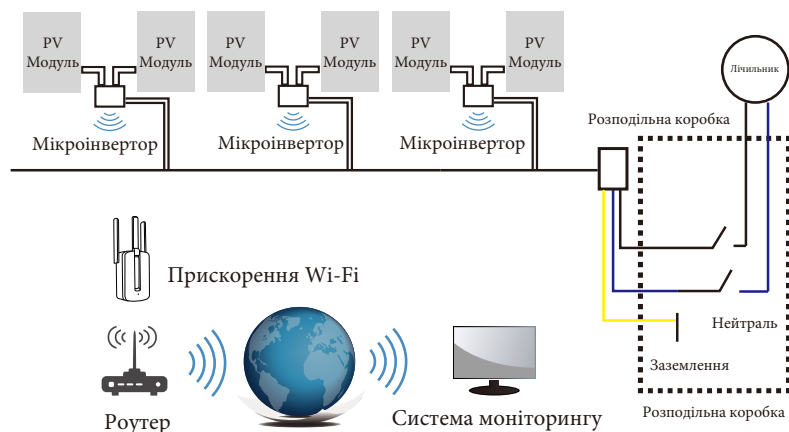 PV
Модуль
PV
Модуль
PV
Модуль
PV
Модуль
PV
Модуль
PV
Модуль
Лічильник
Мікроінвертор
Мікроінвертор
Мікроінвертор
Розподільна коробка
Прискорення Wi-Fi
Нейтраль
Заземлення
Роутер
Система моніторингу
Розподільна коробка